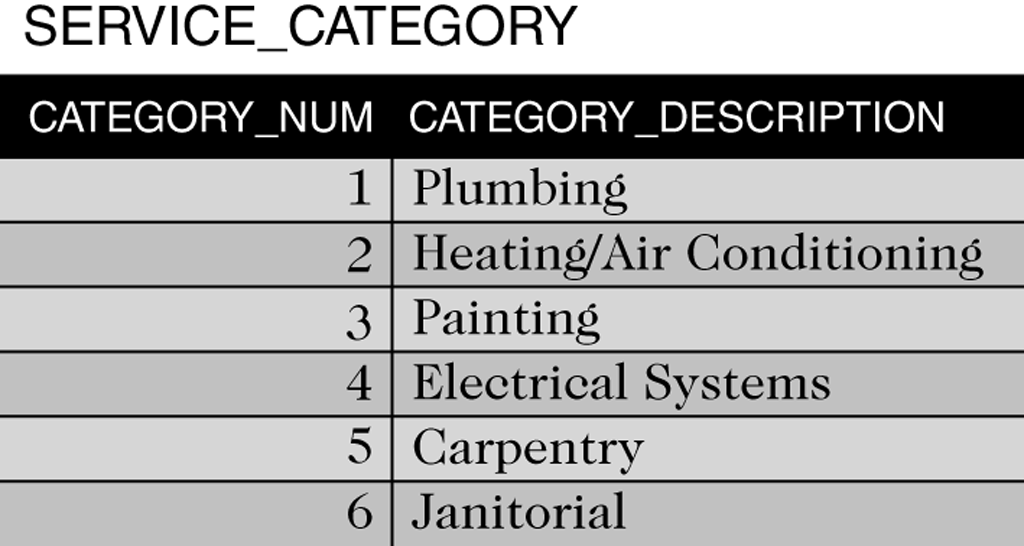 SERVICE_CATEGORY
CATEGORY_NUM CATEGORY_DESCRIPTION
1 Plumbing
2 Heating/Air Conditioning
3 Painting
4 Electrical Systems
5 Carpentry
6 Janitorial